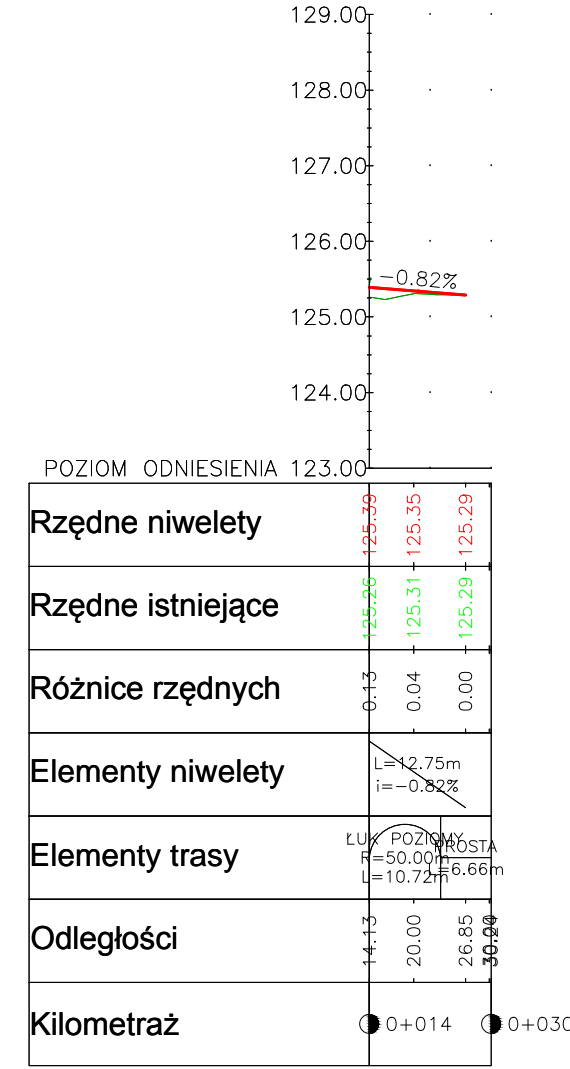 129.00
128.00
127.00
126.00
-0.82%
125.00
124.00
POZIOM ODNIESIENIA 123.00
Rzędne niwelety 125.39 125.35 125.29
Rzędne istniejące 125.26 125.31 125.29
Różnice rzędnych 0.13 0.04 0.00
Elementy niwelety
L=12.75m
i=-0.82%
Elementy trasy
ŁUK POZIOMY
R=50.00m
L=10.72m
PROSTA
L=6.66m
Odległości 14.13 20.00 26.85
Kilometraż 0+014 0+030